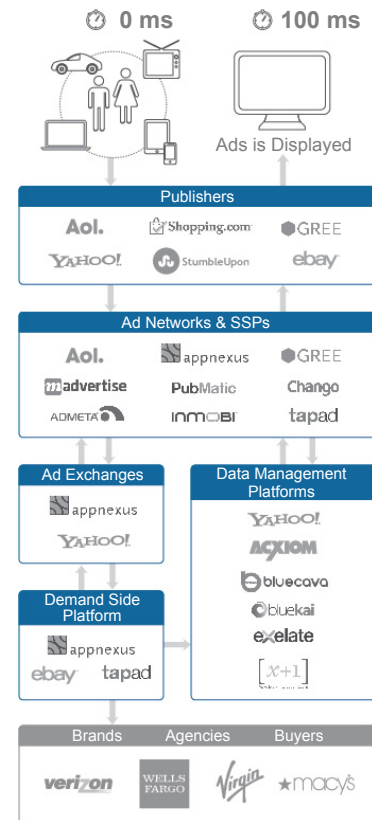 0 ms
100 ms
Ads is Displayed
Publishers
Aol.
Shopping.com
GREE
YAHOO!
StumbleUpon
ebay
Ad Networks & SSPs
Aol.
appnexus
GREE
madvertise
PubMatic
Chango
ADMETA
INMOBI
tapad
Ad Exchanges
appnexus
YAHOO!
Data Management
Platforms
YAHOO!
ACXIOM
bluecava
bluekai
exelate
[x+1]
Demand Side
Platform
appnexus
ebay
tapad
Brands
Agencies
Buyers
verizon
WELLS
FARGO
Virgin
macy's